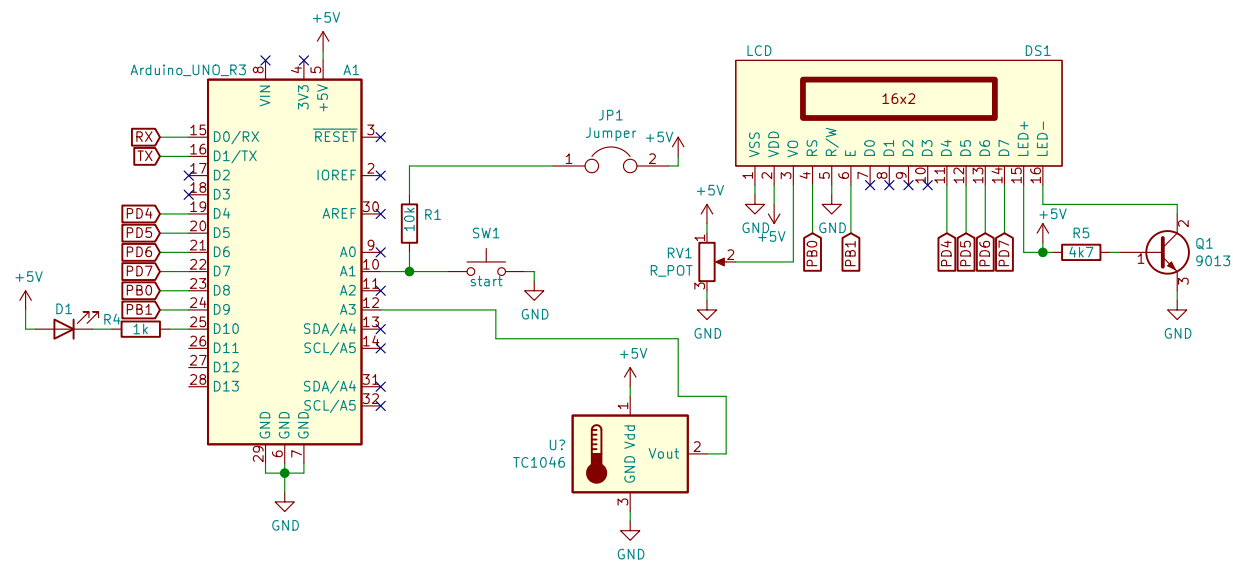 +5V
Arduino_UNO_R3
A1
8
4
5
VIN
3V3
+5V
RX
15
D0/RX
TX
16
D1/TX
17
D2
18
D3
PD4
19
D4
PD5
20
D5
PD6
21
D6
PD7
22
D7
PB0
23
D8
PB1
24
D9
25
D10
26
D11
27
D12
28
D13
RESET
3
IOREF
2
AREF
30
A0
9
A1
10
A2
11
A3
12
SDA/A4
13
SCL/A5
14
SDA/A4
31
SCL/A5
32
GND
GND
GND
29
6
7
GND
+5V
D1
R4
1k
R1
10k
SW1
start
GND
JP1
Jumper
1
2
+5V
+5V
U?
TC1046
1
GND Vdd
Vout
2
3
GND
LCD
DS1
16x2
VSS
VDD
VO
RS
R/W
E
D0
D1
D2
D3
D4
D5
D6
D7
LED+
LED-
1
2
3
4
5
6
7
8
9
10
11
12
13
14
15
16
GND
+5V
GND
PB0
PB1
PD4
PD5
PD6
PD7
+5V
RV1
R_POT
1
2
3
GND
+5V
R5
4k7
Q1
9013
1
2
3
GND